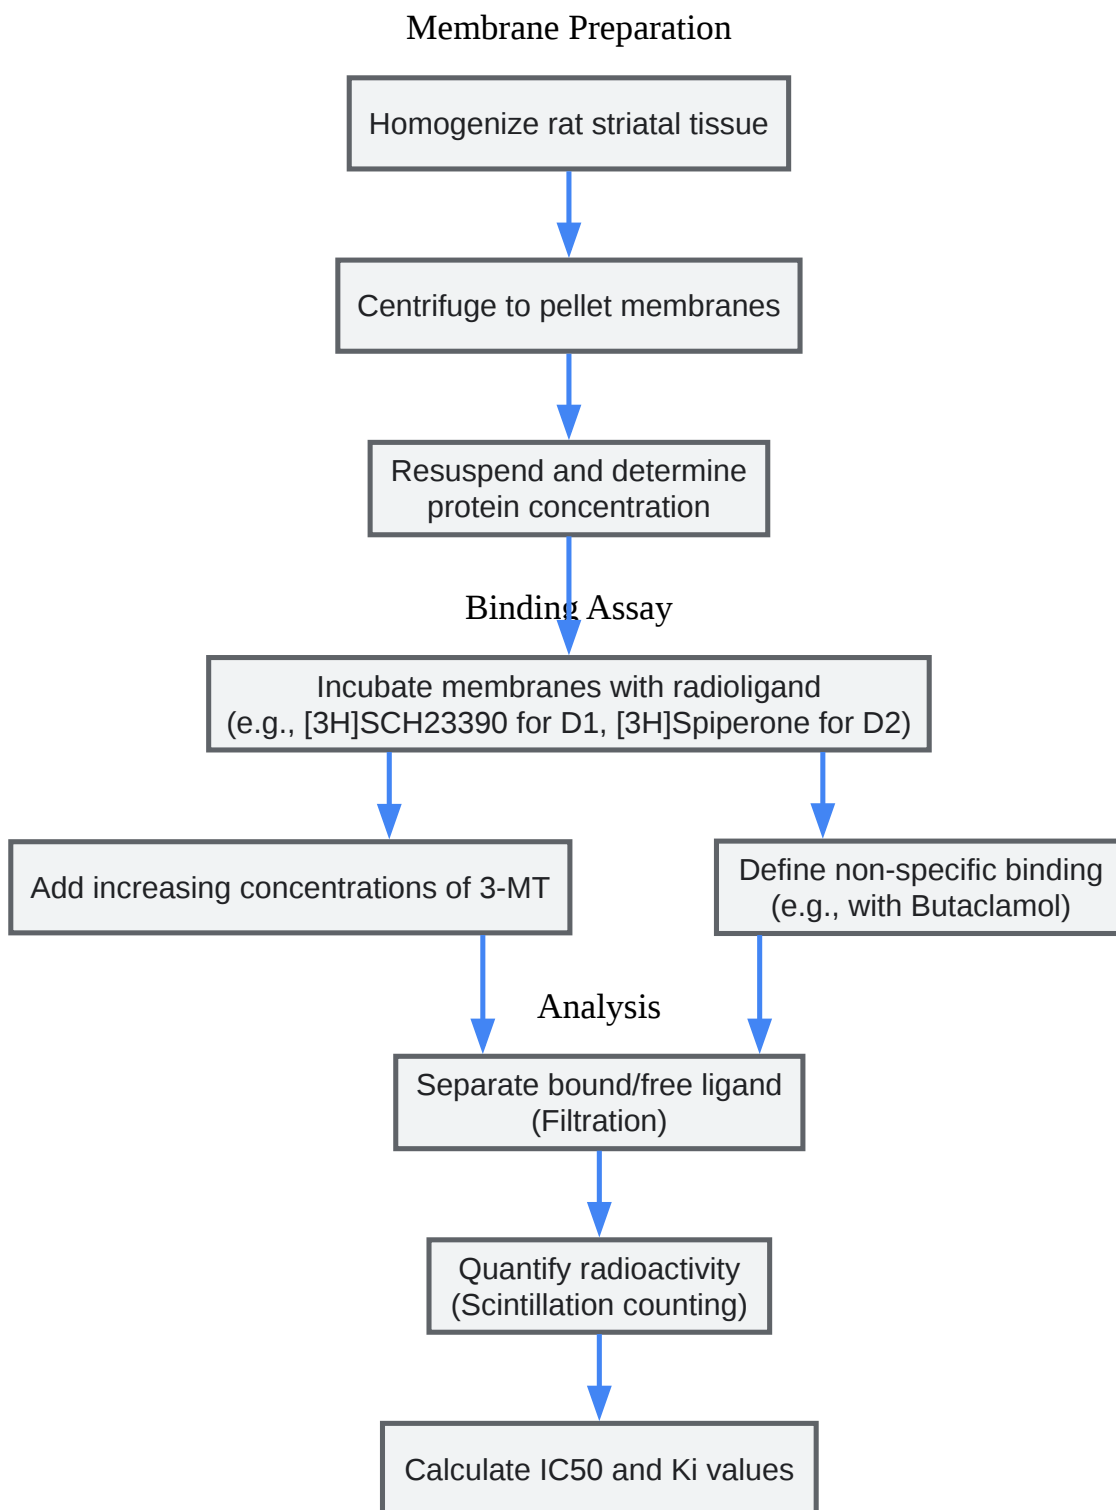 Membrane Preparation
Homogenize rat striatal tissue
Centrifuge to pellet membranes
Resuspend and determine
protein concentration
Binding Assay
Incubate membranes with radioligand
(e.g., [3H]SCH23390 for D1, [3H]Spiperone for D2)
Add increasing concentrations of 3-MT
Define non-specific binding
(e.g., with Butaclamol)
Analysis
Separate bound/free ligand
(Filtration)
Quantify radioactivity
(Scintillation counting)
Calculate IC50 and Ki values